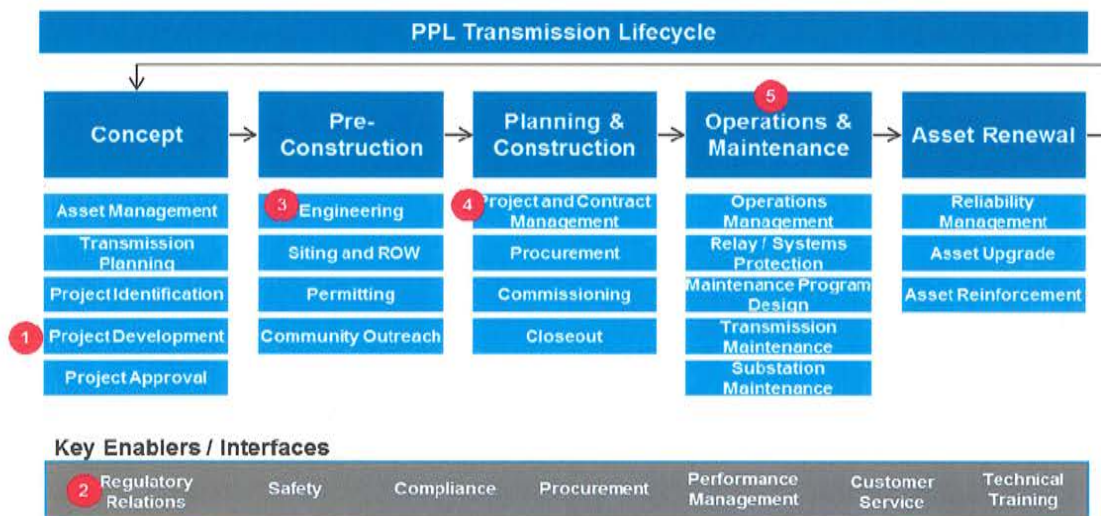 PPL Transmission Lifecycle
Concept
Pre-
Construction
Planning &
Construction
5
Operations &
Maintenance
Asset Renewal
Asset Management
Transmission
Planning
Project Identification
1
Project Development
Project Approval
3
Engineering
Siting and ROW
Permitting
Community Outreach
4
Project and Contract
Management
Procurement
Commissioning
Closeout
Operations
Management
Relay / Systems
Protection
Maintenance Program
Design
Transmission
Maintenance
Substation
Maintenance
Reliability
Management
Asset Upgrade
Asset Reinforcement
Key Enablers / Interfaces
2
Regulatory
Relations
Safety
Compliance
Procurement
Performance
Management
Customer
Service
Technical
Training